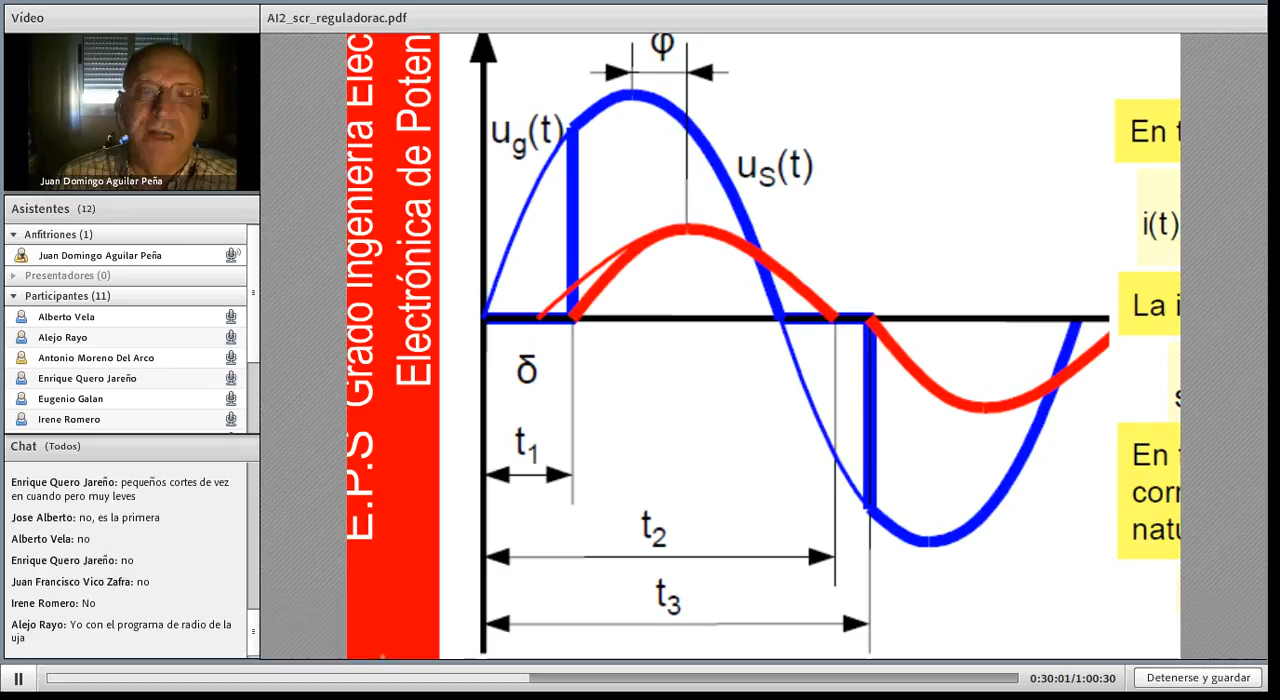 Vídeo
Juan Domingo Aguilar Peña
Asistentes (12)
Anfitriones (1)
Juan Domingo Aguilar Peña
Presentadores (0)
Participantes (11)
Alberto Vela
Alejo Rayo
Antonio Moreno Del Arco
Enrique Quero Jareño
Eugenio Galan
Irene Romero
Chat (Todos)
Enrique Quero Jareño: pequeños cortes de vez
en cuando pero muy leves
Jose Alberto: no, es la primera
Alberto Vela: no
Enrique Quero Jareño: no
Juan Francisco Vico Zafra: no
Irene Romero: No
Alejo Rayo: Yo con el programa de radio de la
uja
AI2_scr_reguladorac.pdf
E.P.S Grado Ingeniería Elec
Electrónica de Poten
φ
ug(t)
uS(t)
δ
t1
t2
t3
En t
i(t)
La i
s
En t
corr
natu
0:30:01/1:00:30
Detenerse y guardar